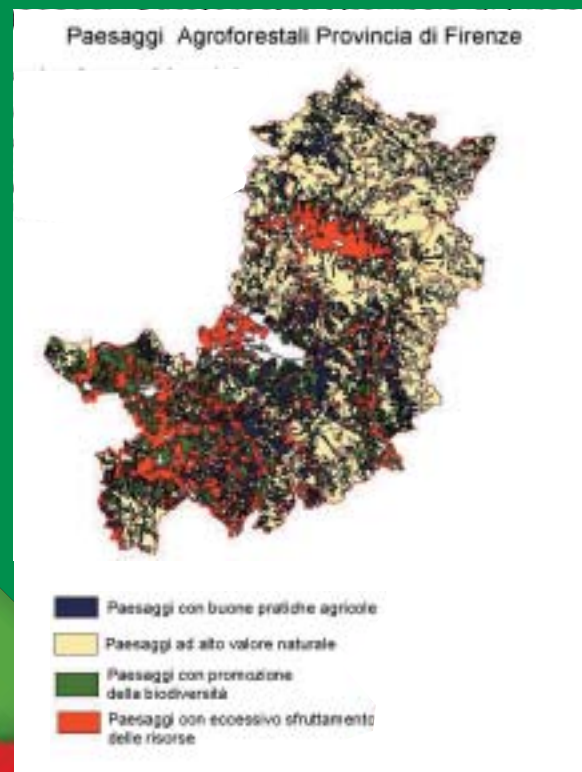 Paesaggi Agroforestali Provincia di Firenze
Paesaggi con buone pratiche agricole
Paesaggi ad alto valore naturale
Paesaggi con promozione
della biodiversità
Paesaggi con eccessivo sfruttamento
delle risorse